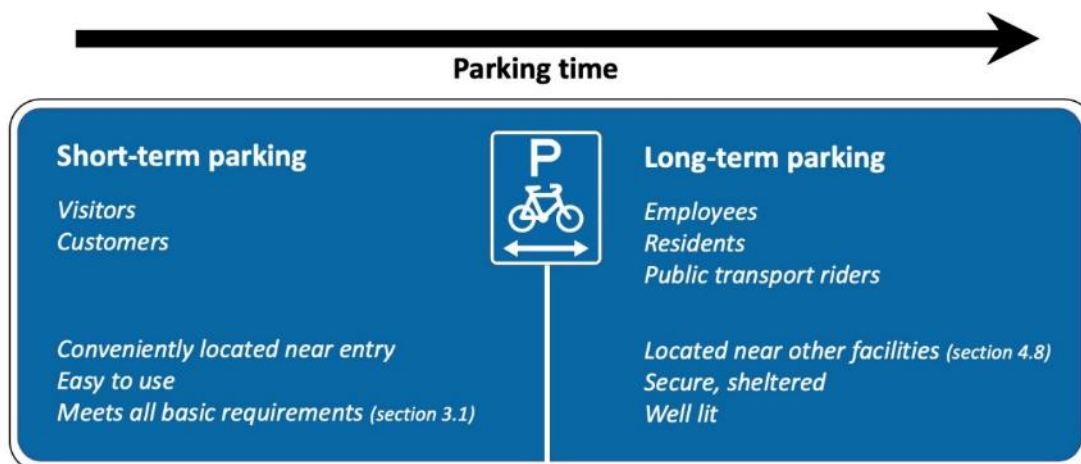 Parking time
Short-term parking
Visitors
Customers
Conveniently located near entry
Easy to use
Meets all basic requirements (section 3.1)
P
Long-term parking
Employees
Residents
Public transport riders
Located near other facilities (section 4.8)
Secure, sheltered
Well lit